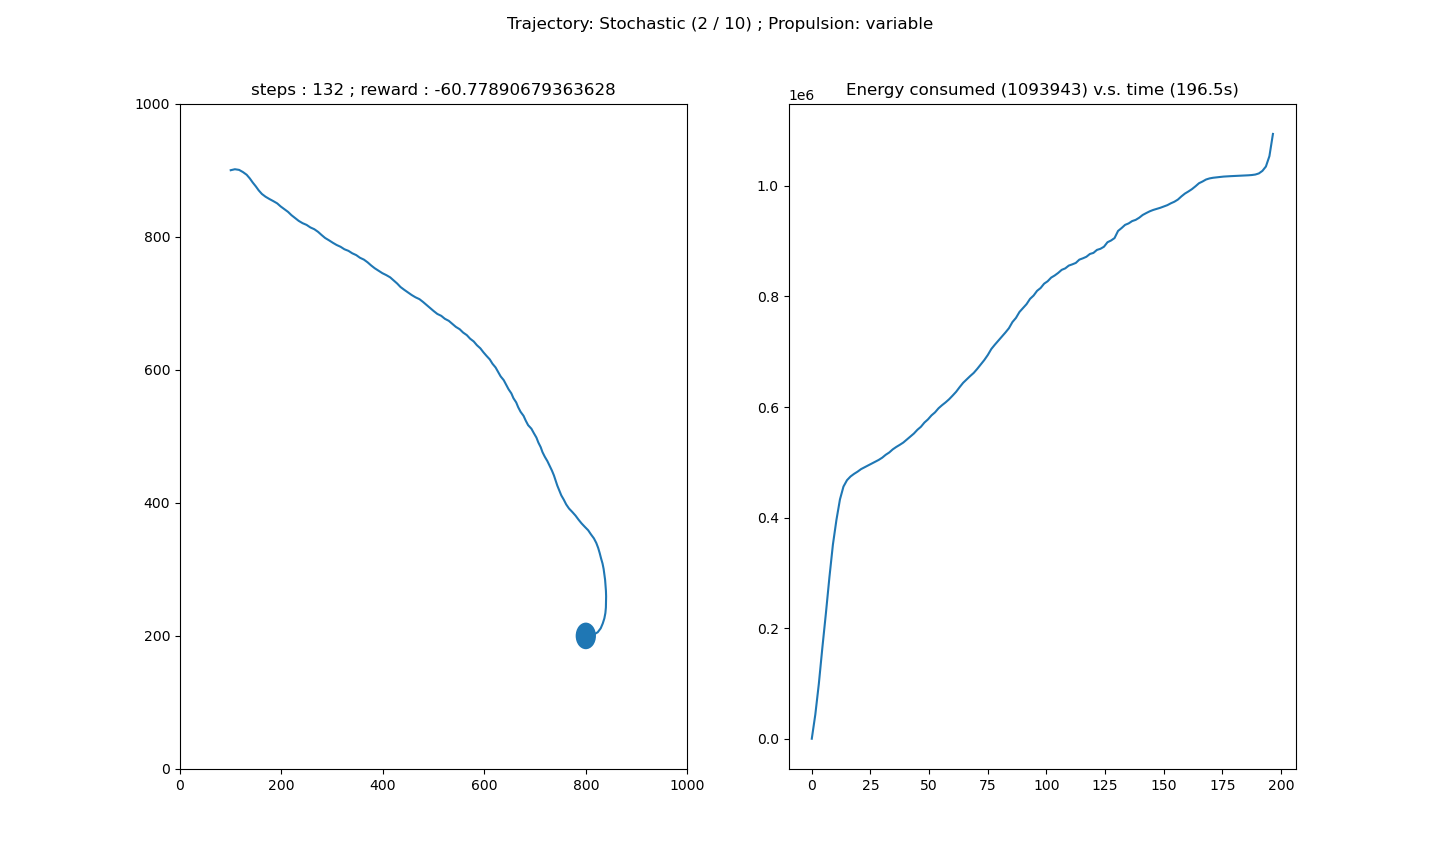 Trajectory: Stochastic (2 / 10) ; Propulsion: variable
steps : 132 ; reward : -60.77890679363628
1000
800
600
400
200
0
0 200 400 600 800 1000
Energy consumed (1093943) v.s. time (196.5s)
1e6
1.0
0.8
0.6
0.4
0.2
0.0
0 25 50 75 100 125 150 175 200